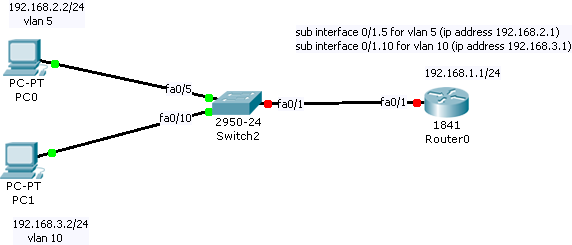 192.168.2.2/24
vlan 5
sub interface 0/1.5 for vlan 5 (ip address 192.168.2.1)
sub interface 0/1.10 for vlan 10 (ip address 192.168.3.1)
192.168.1.1/24
PC-PT
PC0
fa0/5
fa0/1
fa0/1
fa0/10
2950-24
Switch2
1841
Router0
PC-PT
PC1
192.168.3.2/24
vlan 10